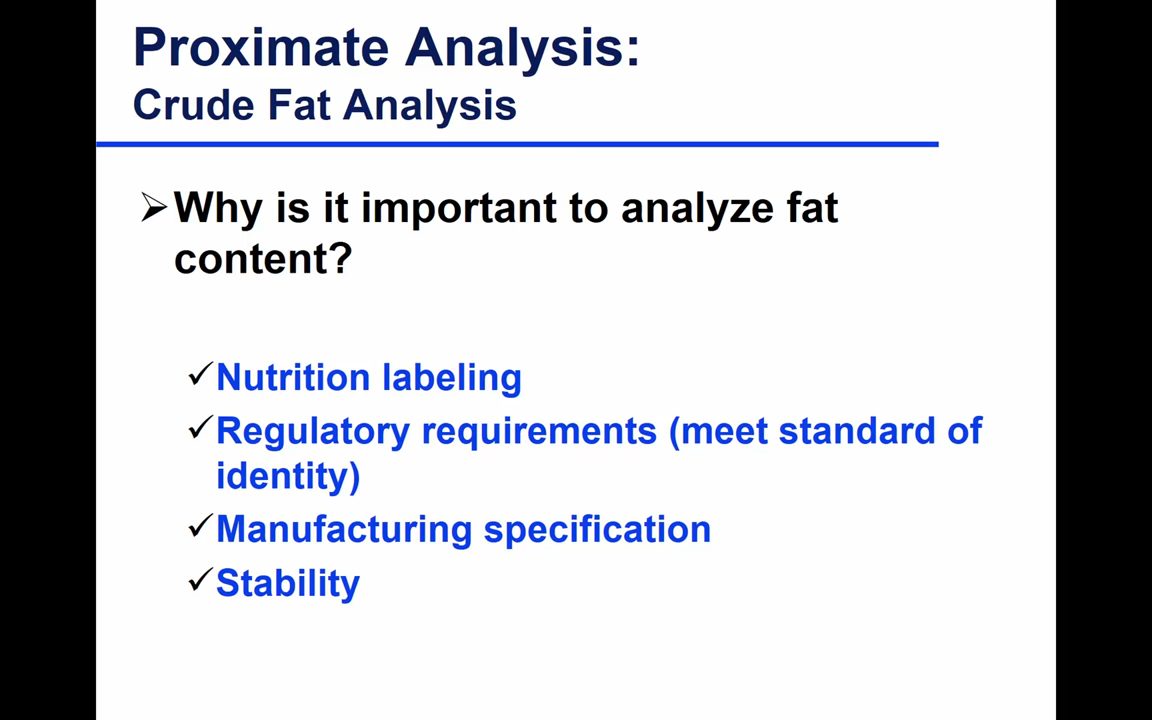 Proximate Analysis:
Crude Fat Analysis
➢Why is it important to analyze fat
content?
✓Nutrition labeling
✓Regulatory requirements (meet standard of
identity)
✓Manufacturing specification
✓Stability